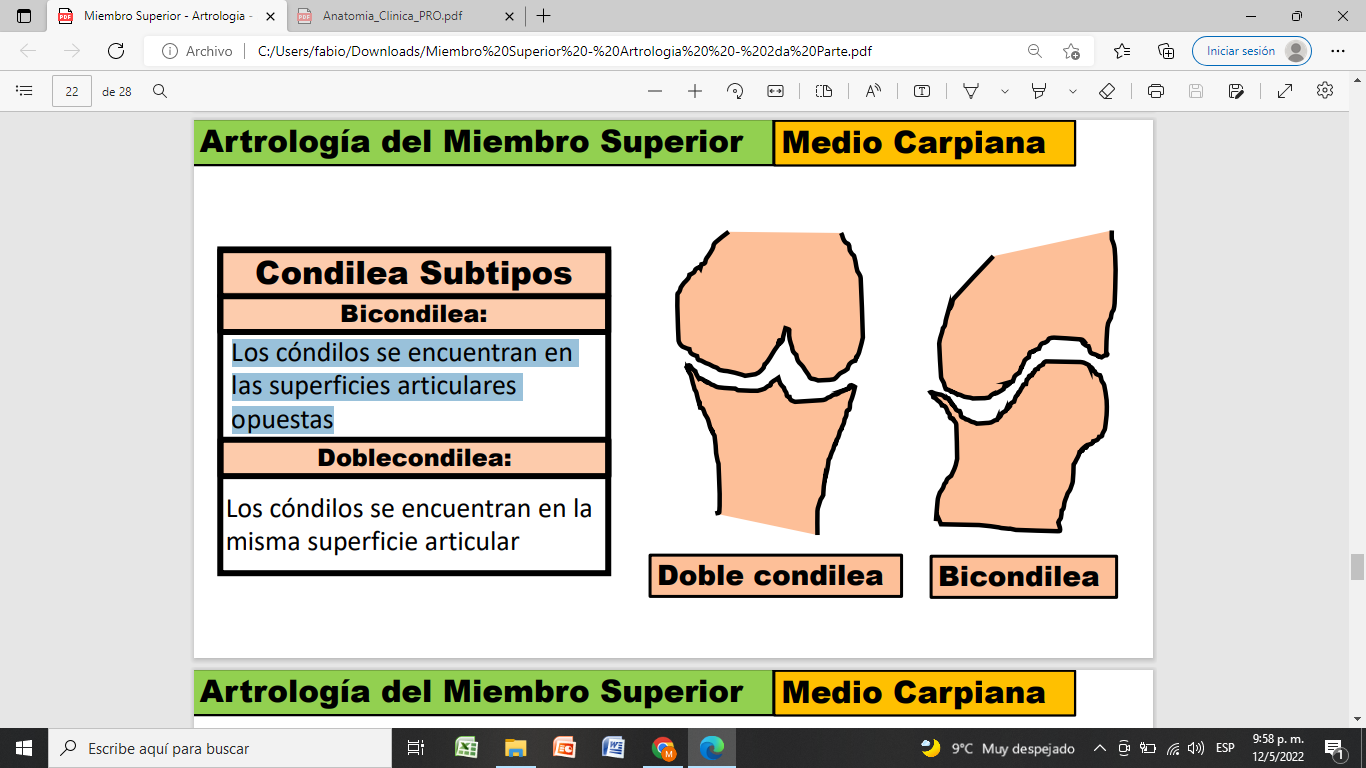 Miembro Superior - Artrologia -
Anatomia_Clinica_PRO.pdf
Archivo
C:/Users/fabio/Downloads/Miembro%20Superior%20-%20Artrologia%20%20-%202da%20Parte.pdf
Iniciar sesión
22 de 28
Artrología del Miembro Superior
Medio Carpiana
Condilea Subtipos
Bicondilea:
Los cóndilos se encuentran en
las superficies articulares
opuestas
Doblecondilea:
Los cóndilos se encuentran en la
misma superficie articular
Doble condilea
Bicondilea
Artrología del Miembro Superior
Medio Carpiana
Escribe aquí para buscar
9°C Muy despejado
ESP
9:58 p. m.
12/5/2022
1